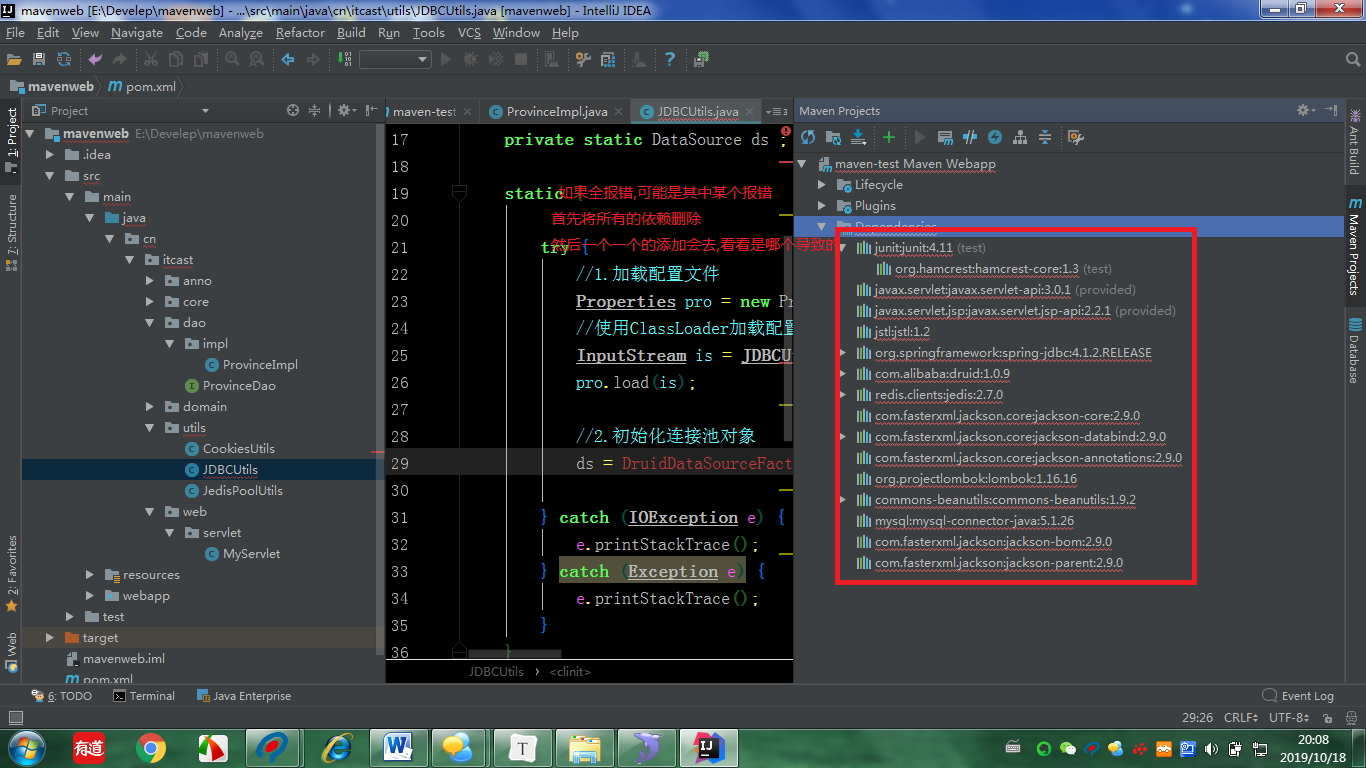 mavenweb [E:\Develep\mavenweb] - ...\src\main\java\cn\itcast\utils\JDBCUtils.java [mavenweb] - IntelliJ IDEA
File Edit View Navigate Code Analyze Refactor Build Run Tools VCS Window Help
mavenweb pom.xml
Project
maven-test ProvinceImpl.java JDBCUtils.java
Maven Projects
1: Project
7: Structure
2: Favorites
Web
mavenweb E:\Develep\mavenweb
.idea
src
main
java
cn
itcast
anno
core
dao
impl
ProvinceImpl
ProvinceDao
domain
utils
CookiesUtils
JDBCUtils
JedisPoolUtils
web
servlet
MyServlet
resources
webapp
test
target
mavenweb.iml
pom.xml
17 private static DataSource ds ;
18
19 static
如果全报错,可能是其中某个报错
20
首先将所有的依赖删除
21 try {
然后一个一个的添加会去,看看是哪个导致的
22 //1.加载配置文件
23 Properties pro = new Pr
24 //使用ClassLoader加载配置
25 InputStream is = JDBCU
26 pro.load(is);
27
28 //2.初始化连接池对象
29 ds = DruidDataSourceFact
30
31 } catch (IOException e) {
32 e.printStackTrace();
33 } catch (Exception e) {
34 e.printStackTrace();
35 }
36 }
JDBCUtils › <clinit>
maven-test Maven Webapp
Lifecycle
Plugins
Dependencies
junit:junit:4.11 (test)
org.hamcrest:hamcrest-core:1.3 (test)
javax.servlet:javax.servlet-api:3.0.1 (provided)
javax.servlet.jsp:javax.servlet.jsp-api:2.2.1 (provided)
jstl:jstl:1.2
org.springframework:spring-jdbc:4.1.2.RELEASE
com.alibaba:druid:1.0.9
redis.clients:jedis:2.7.0
com.fasterxml.jackson.core:jackson-core:2.9.0
com.fasterxml.jackson.core:jackson-databind:2.9.0
com.fasterxml.jackson.core:jackson-annotations:2.9.0
org.projectlombok:lombok:1.16.16
commons-beanutils:commons-beanutils:1.9.2
mysql:mysql-connector-java:5.1.26
com.fasterxml.jackson:jackson-bom:2.9.0
com.fasterxml.jackson:jackson-parent:2.9.0
Ant Build
Maven Projects
Database
6: TODO Terminal Java Enterprise Event Log
29:26 CRLF UTF-8
有道
20:08
2019/10/18